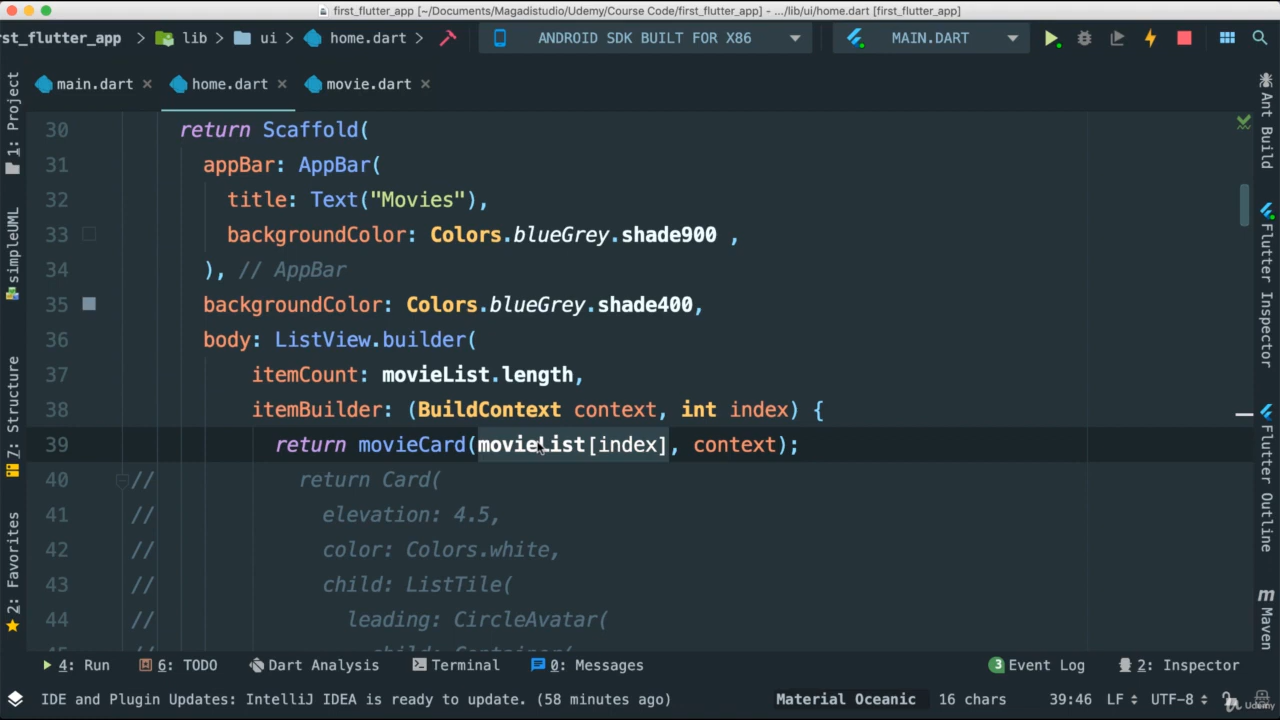 first_flutter_app [~/Documents/Magadistudio/Udemy/Course Code/first_flutter_app] - .../lib/ui/home.dart [first_flutter_app]
rst_flutter_app lib ui home.dart ANDROID SDK BUILT FOR X86 MAIN.DART
main.dart home.dart movie.dart
1: Project
simpleUML
7: Structure
2: Favorites
30 return Scaffold(
31 appBar: AppBar(
32 title: Text("Movies"),
33 backgroundColor: Colors.blueGrey.shade900 ,
34 ), // AppBar
35 backgroundColor: Colors.blueGrey.shade400,
36 body: ListView.builder(
37 itemCount: movieList.length,
38 itemBuilder: (BuildContext context, int index) {
39 return movieCard(movieList[index], context);
40 // return Card(
41 // elevation: 4.5,
42 // color: Colors.white,
43 // child: ListTile(
44 // leading: CircleAvatar(
45 // child: Container(
Ant Build
Flutter Inspector
Flutter Outline
m Maven
4: Run 6: TODO Dart Analysis Terminal 0: Messages 3 Event Log 2: Inspector
IDE and Plugin Updates: IntelliJ IDEA is ready to update. (58 minutes ago) Material Oceanic 16 chars 39:46 LF UTF-8
Udemy